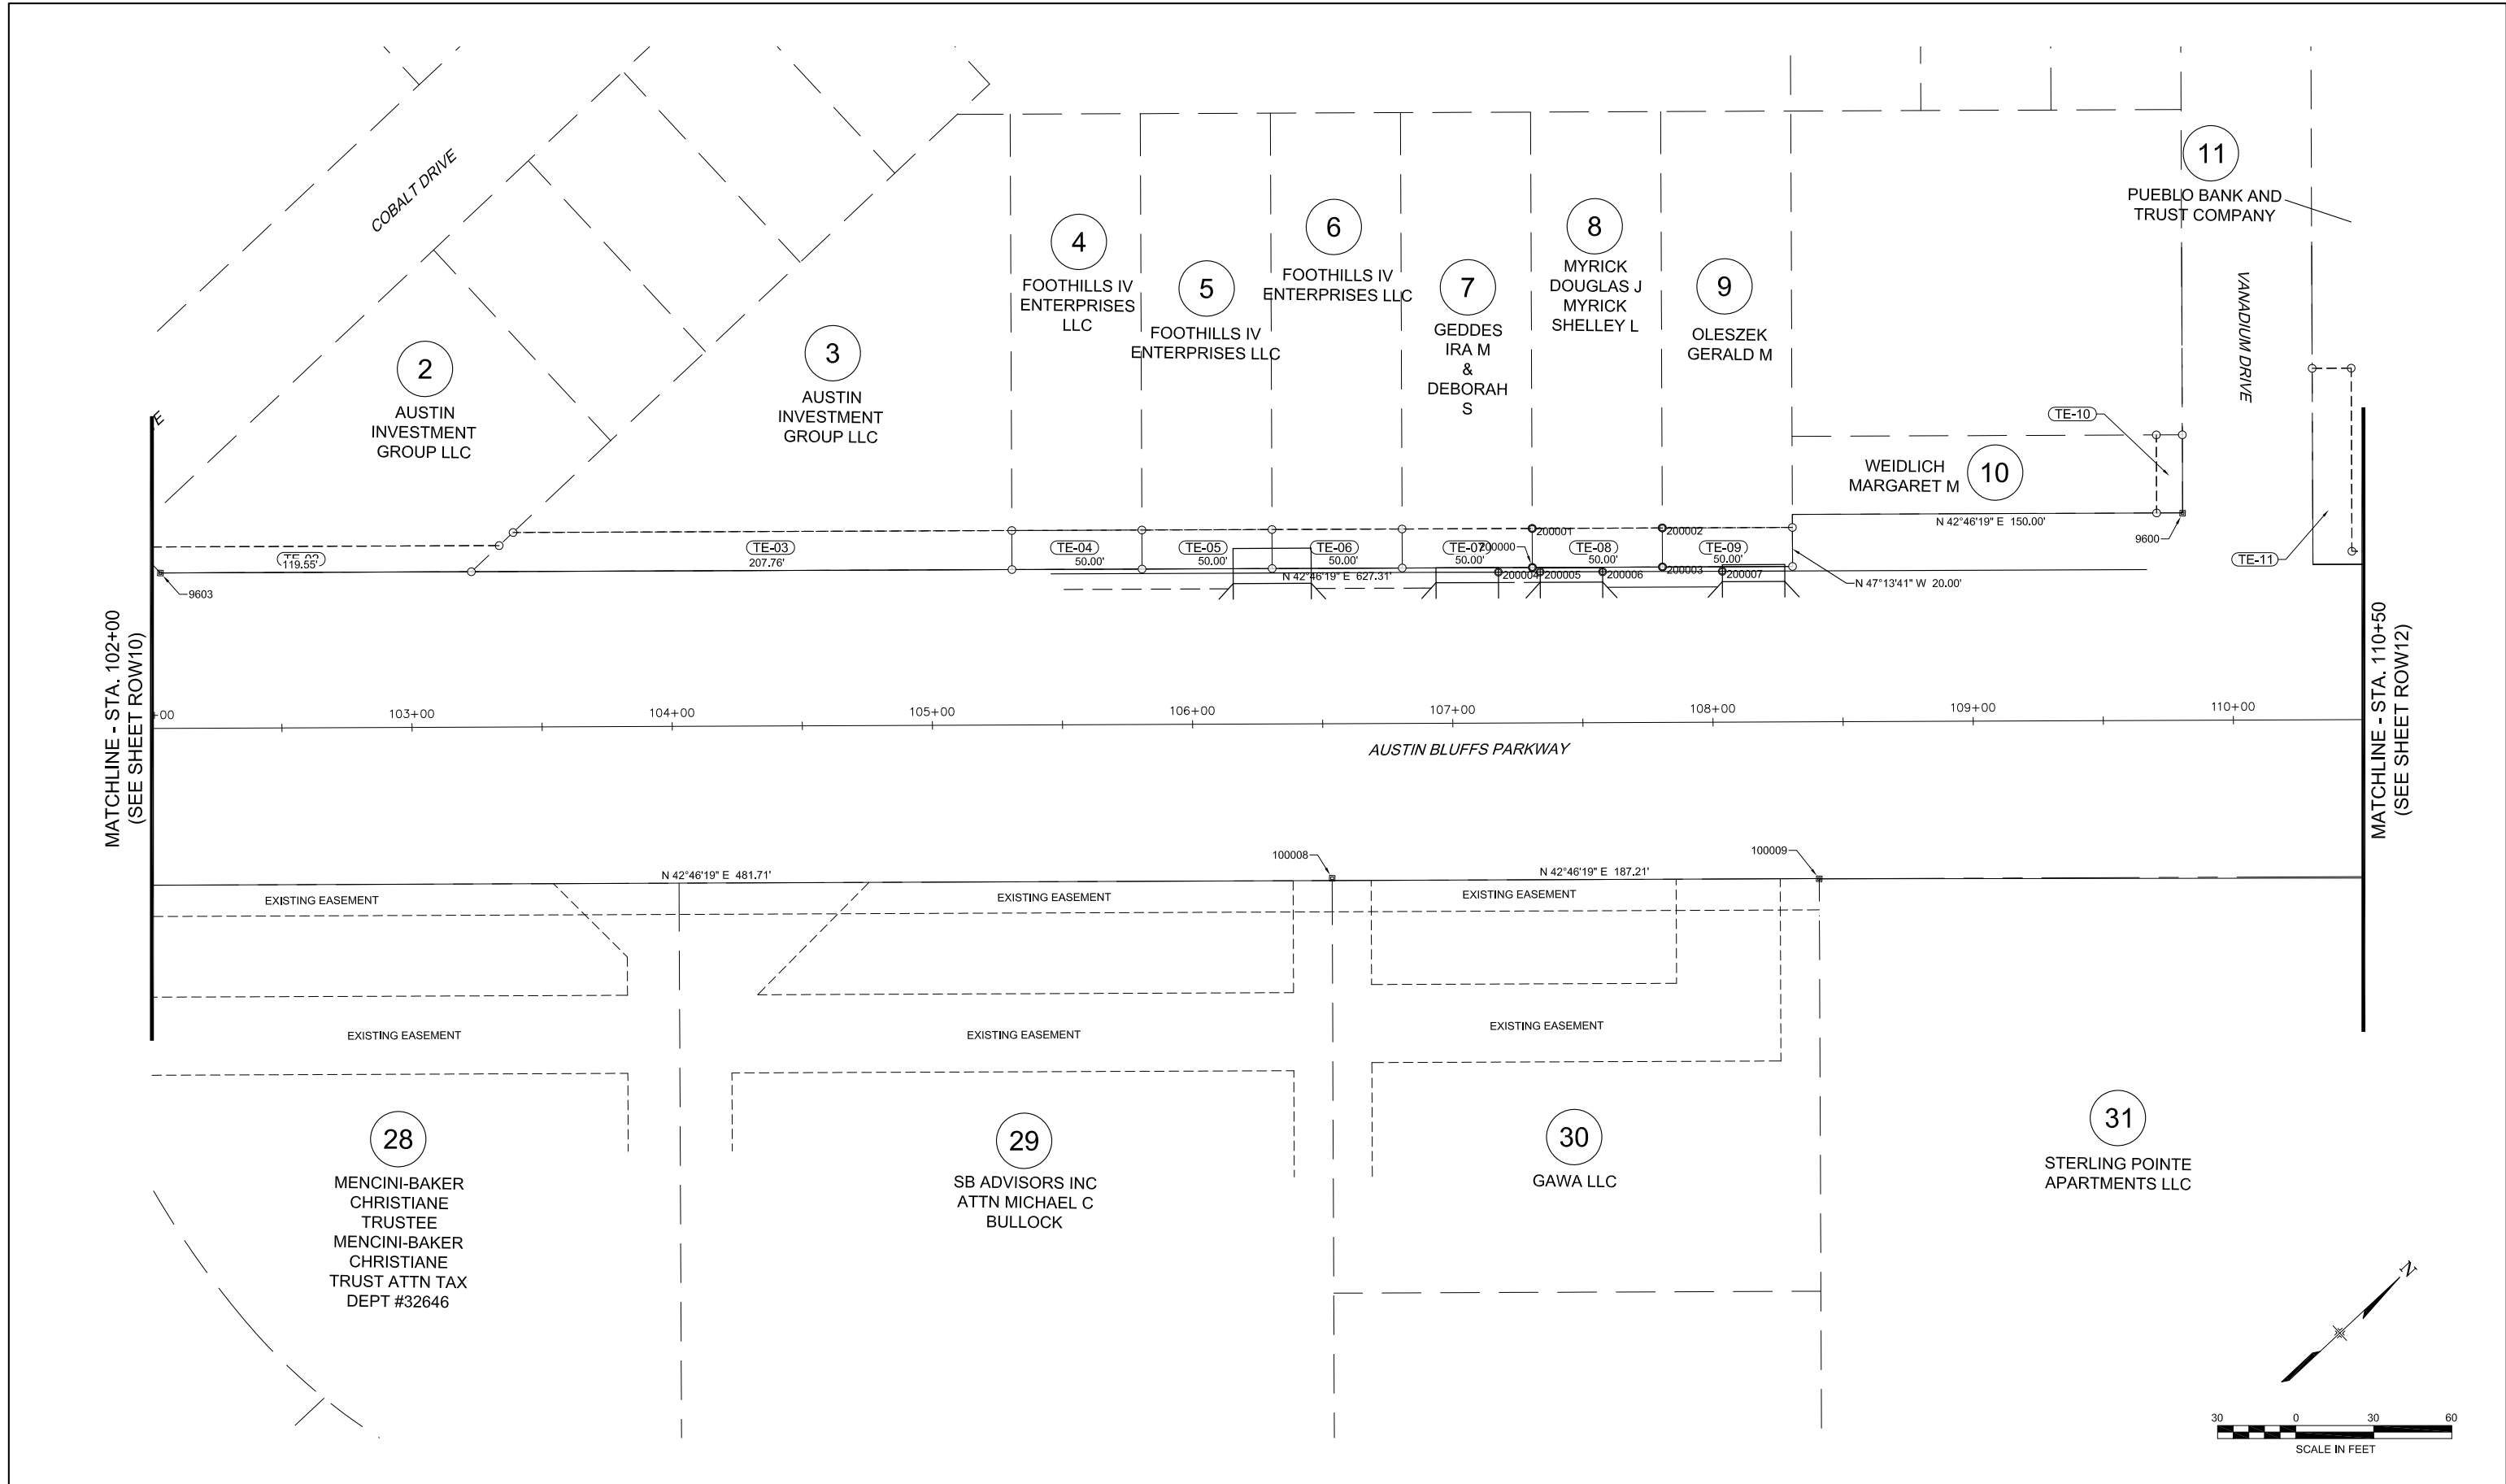 COBALT DRIVE
11
PUEBLO BANK AND
TRUST COMPANY
VANADIUM DRIVE
2
AUSTIN
INVESTMENT
GROUP LLC
3
AUSTIN
INVESTMENT
GROUP LLC
4
FOOTHILLS IV
ENTERPRISES
LLC
5
FOOTHILLS IV
ENTERPRISES LLC
6
FOOTHILLS IV
ENTERPRISES LLC
7
GEDDES
IRA M
&
DEBORAH
S
8
MYRICK
DOUGLAS J
MYRICK
SHELLEY L
9
OLESZEK
GERALD M
WEIDLICH
MARGARET M
10
TE-10
TE-11
N 42°46'19" E 150.00'
9600
E
TE-02
119.55'
TE-03
207.76'
TE-04
50.00'
TE-05
50.00'
TE-06
50.00'
TE-07
50.00'
TE-08
50.00'
TE-09
50.00'
200001
200002
200000
200003
200004
200005
200006
200007
N 42°46'19" E 627.31'
N 47°13'41" W 20.00'
9603
MATCHLINE - STA. 102+00
(SEE SHEET ROW10)
MATCHLINE - STA. 110+50
(SEE SHEET ROW12)
+00
103+00
104+00
105+00
106+00
107+00
108+00
109+00
110+00
AUSTIN BLUFFS PARKWAY
100008
100009
N 42°46'19" E 481.71'
N 42°46'19" E 187.21'
EXISTING EASEMENT
EXISTING EASEMENT
EXISTING EASEMENT
EXISTING EASEMENT
EXISTING EASEMENT
EXISTING EASEMENT
28
MENCINI-BAKER
CHRISTIANE
TRUSTEE
MENCINI-BAKER
CHRISTIANE
TRUST ATTN TAX
DEPT #32646
29
SB ADVISORS INC
ATTN MICHAEL C
BULLOCK
30
GAWA LLC
31
STERLING POINTE
APARTMENTS LLC
N
30 0 30 60
SCALE IN FEET